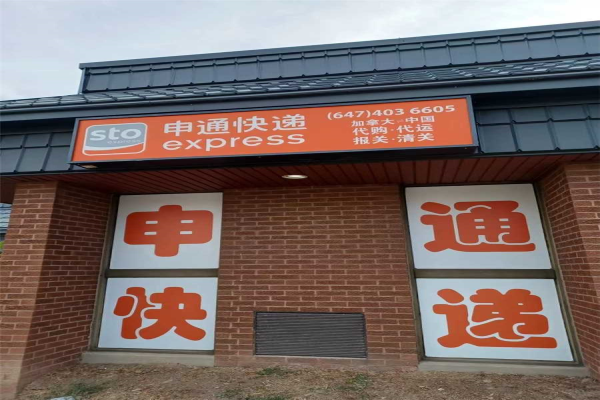 sto
申通快递
express
(647)403 6605
加拿大-中国
代购·代运
报关·清关
申
通
快
递